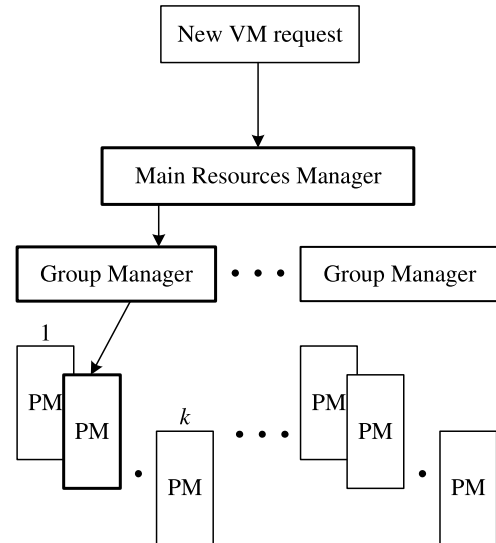 New VM request
Main Resources Manager
Group Manager • • • Group Manager
1
PM PM k • • • PM PM
• PM • PM